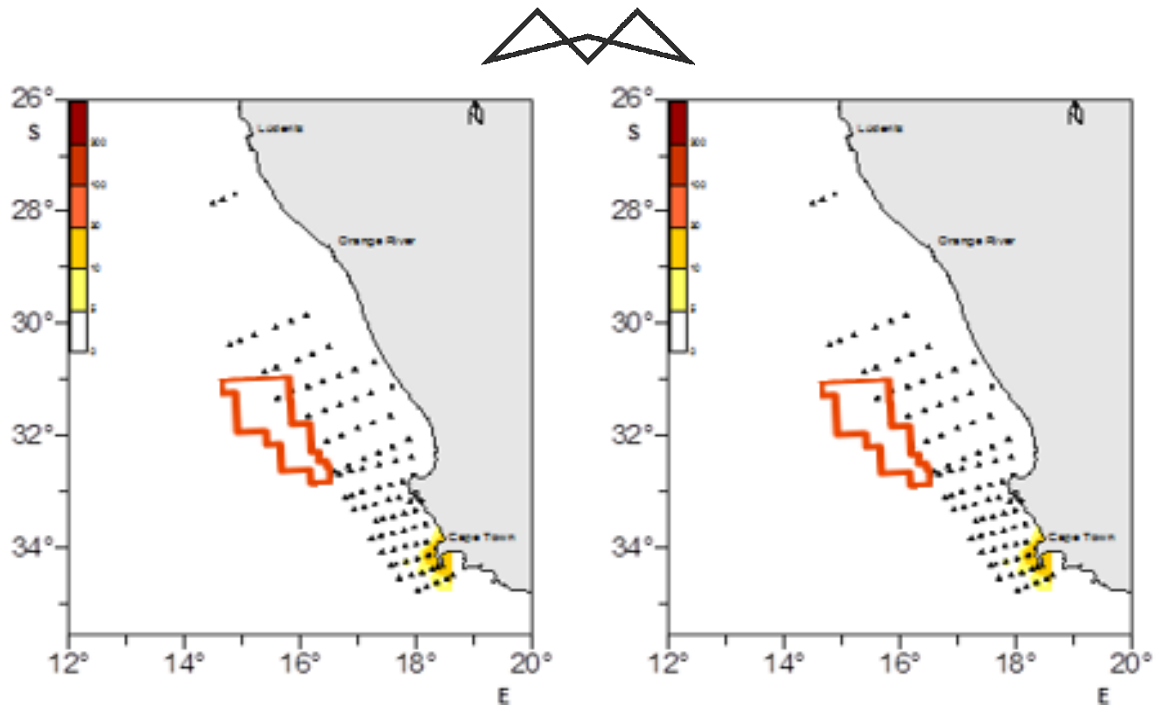 26° 26°
S S
Luderitz Luderitz
28° 28°
Orange River Orange River
30° 30°
32° 32°
Cape Town Cape Town
34° 34°
12° 14° 16° 18° 20° 12° 14° 16° 18° 20°
E E